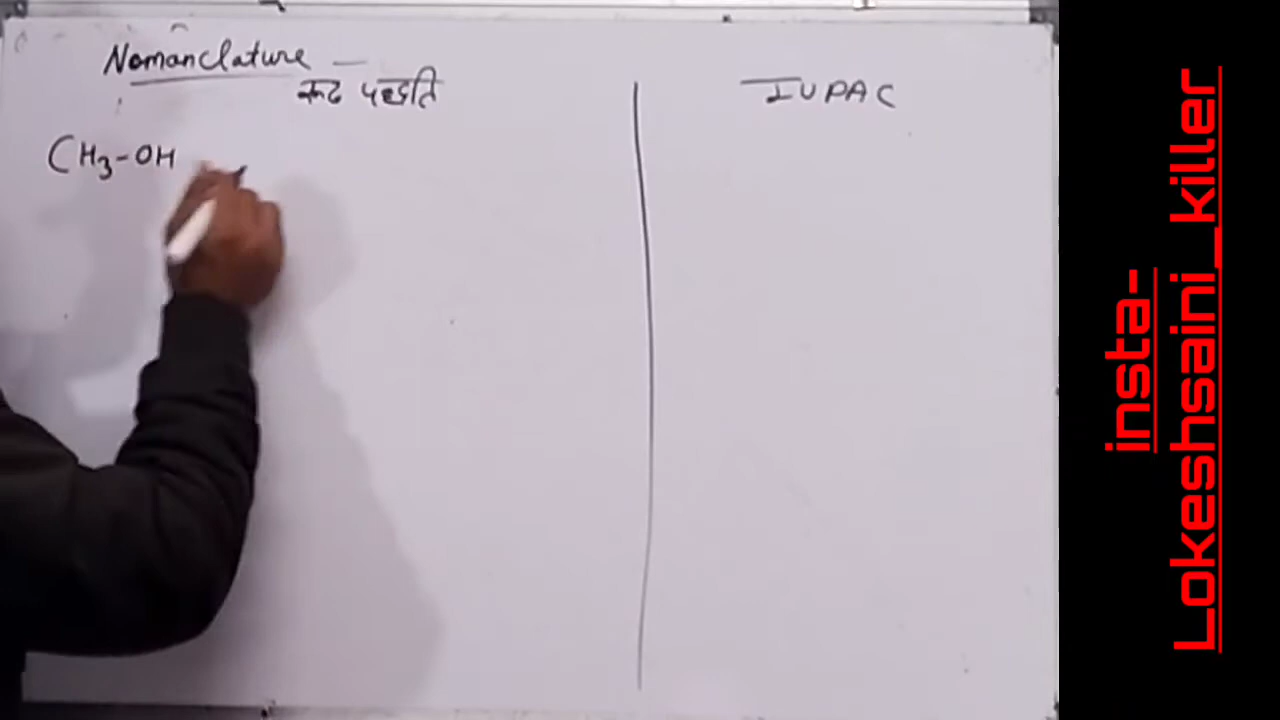 Nomanclature —
रूढ पद्धति
IUPAC
CH3-OH
insta-
Lokeshsaini_killer